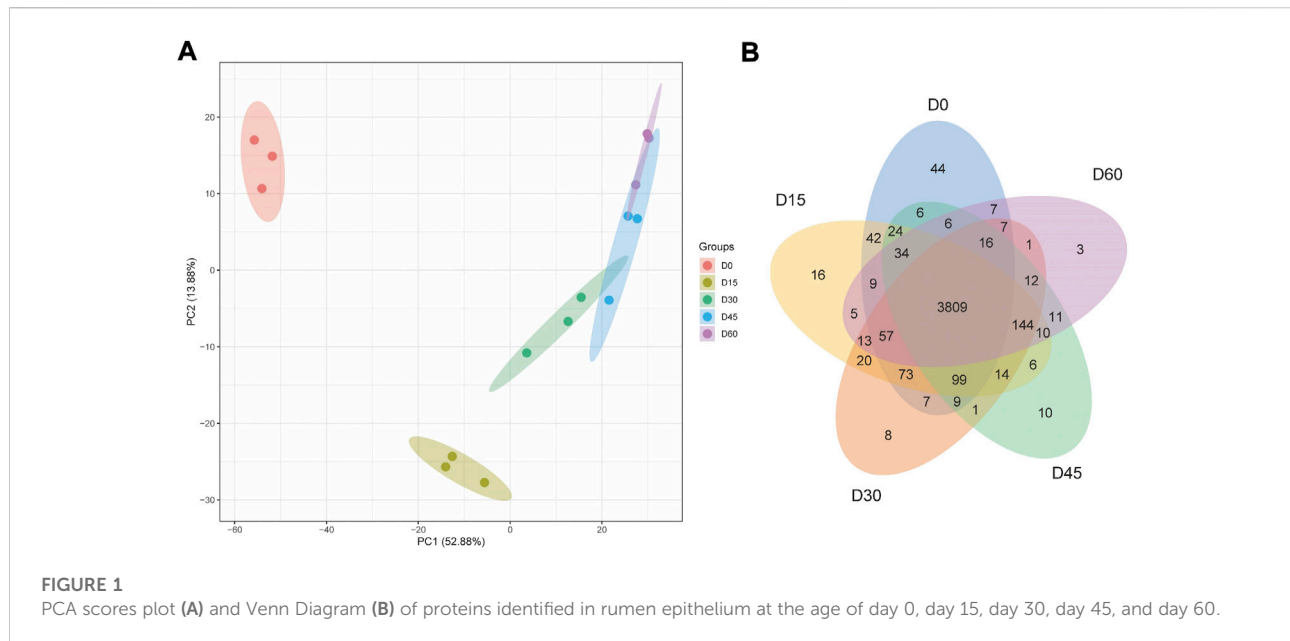 A
B
20
10
0
−10
−20
−30
PC2 (13.88%)
−60
−40
−20
0
20
PC1 (52.88%)
Groups
D0
D15
D30
D45
D60
D0
D60
D15
D45
D30
44
7
6
6
7
24
42
16
1
3
34
16
9
12
3809
5
11
144
10
57
13
20
6
73
14
99
7
9
1
10
8
FIGURE 1
PCA scores plot (A) and Venn Diagram (B) of proteins identified in rumen epithelium at the age of day 0, day 15, day 30, day 45, and day 60.